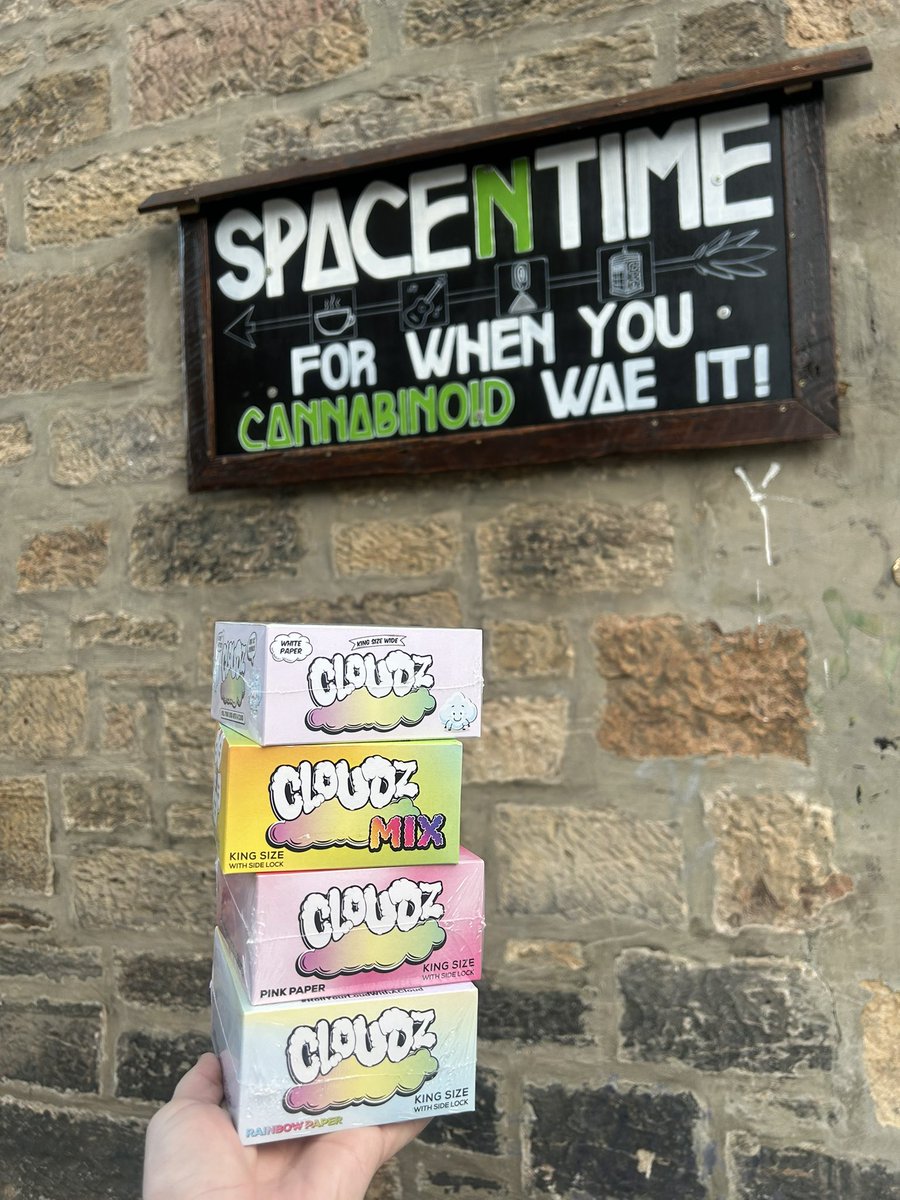 SPACENTIME
FOR WHEN YOU
CANNABINOID WAE IT!
WHITE
PAPER
KING SIZE WIDE
CLOUDZ
CLOUDZ
MIX
KING SIZE
WITH SIDE LOCK
CLOUDZ
KING SIZE
WITH SIDE LOCK
PINK PAPER
CLOUDZ
KING SIZE
WITH SIDE LOCK
RAINBOW PAPER